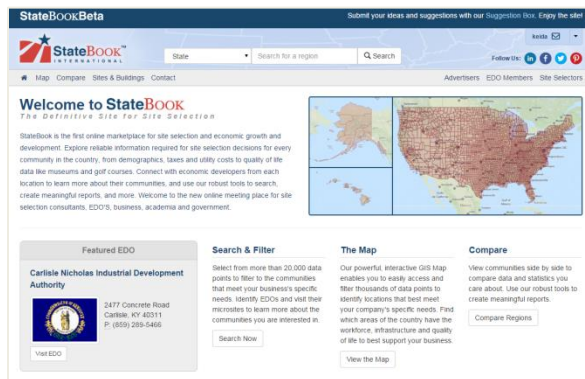 StateBookBeta
Submit your ideas and suggestions with our Suggestion Box. Enjoy the site!
keida
StateBook™
INTERNATIONAL
State
Search for a region
Search
Follow Us:
Map Compare Sites & Buildings Contact
Advertisers EDO Members Site Selectors
Welcome to StateBook
The Definitive Site for Site Selection
StateBook is the first online marketplace for site selection and economic growth and
development. Explore reliable information required for site selection decisions for every
community in the country, from demographics, taxes and utility costs to quality of life
data like museums and golf courses. Connect with economic developers from each
location to learn more about their communities, and use our robust tools to search,
create meaningful reports, and more. Welcome to the new online meeting place for site
selection consultants, EDO'S, business, academia and government.
Featured EDO
Carlisle Nicholas Industrial Development
Authority
2477 Concrete Road
Carlisle, KY 40311
P: (859) 289-5466
Visit EDO
Search & Filter
Select from more than 20,000 data
points to filter to the communities
that meet your business's specific
needs. Identify EDOs and visit their
microsites to learn more about the
communities you are interested in.
Search Now
The Map
Our powerful, interactive GIS Map
enables you to easily access and
filter thousands of data points to
identify locations that best meet
your company's specific needs. Find
which areas of the country have the
workforce, infrastructure and quality
of life to best support your business.
View the Map
Compare
View communities side by side to
compare data and statistics you
care about. Use our robust tools to
create meaningful reports.
Compare Regions